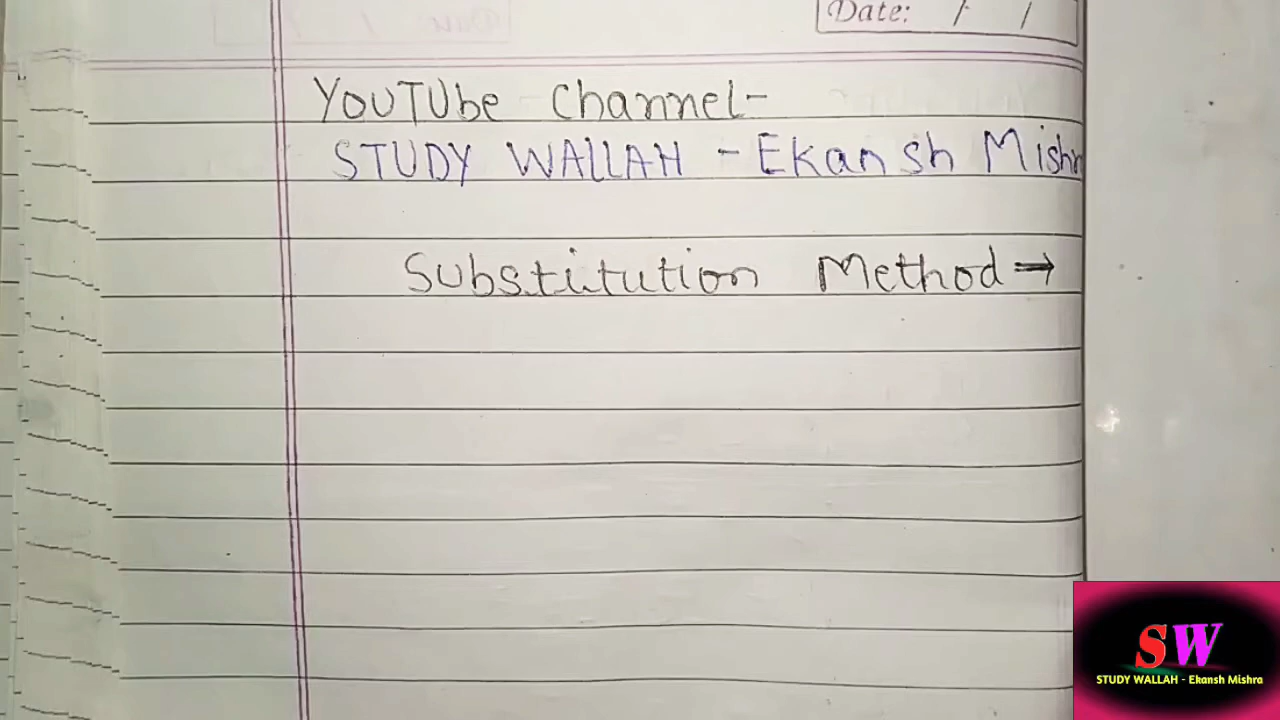 Date: / /
YouTube Channel-
STUDY WALLAH - Ekansh Mishr
Substitution Method ⇒
SW
STUDY WALLAH - Ekansh Mishra